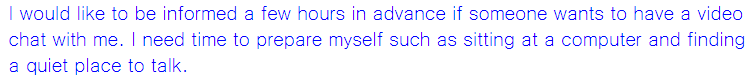 I would like to be informed a few hours in advance if someone wants to have a video
chat with me. I need time to prepare myself such as sitting at a computer and finding
a quiet place to talk.